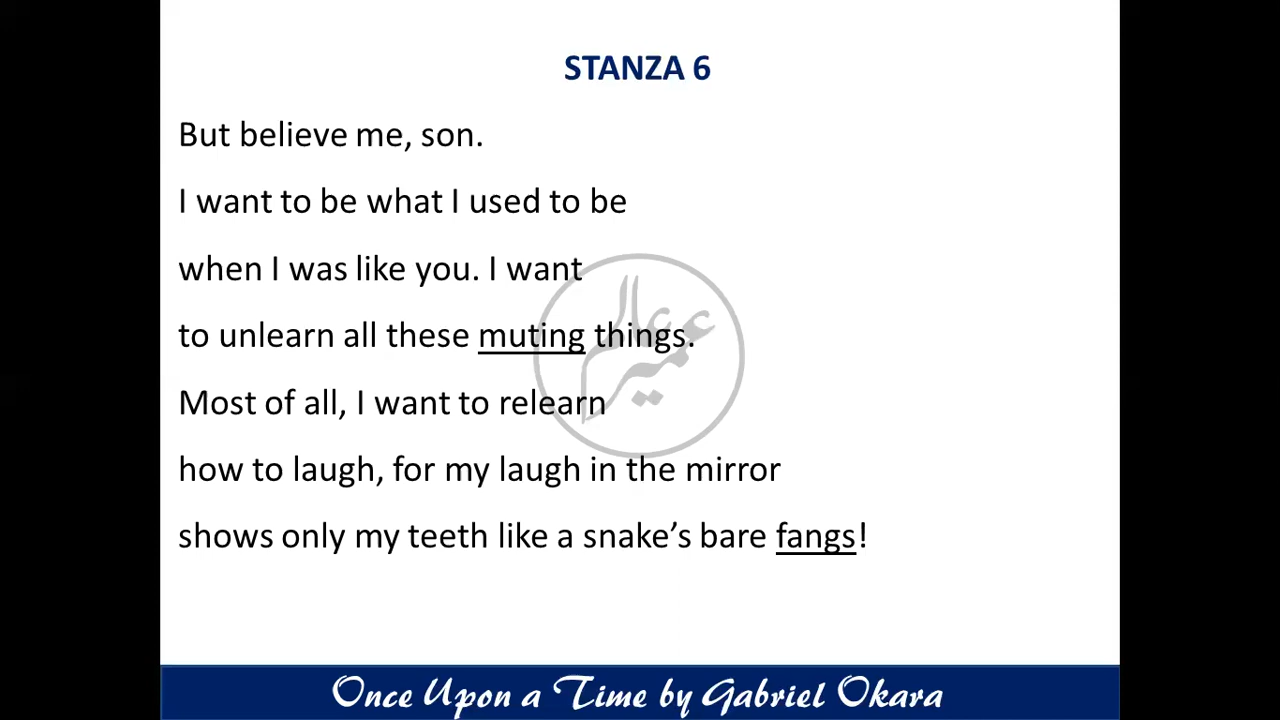 STANZA 6
But believe me, son.
I want to be what I used to be
when I was like you. I want
to unlearn all these muting things.
Most of all, I want to relearn
how to laugh, for my laugh in the mirror
shows only my teeth like a snake’s bare fangs!
عمیر عالم
Once Upon a Time by Gabriel Okara